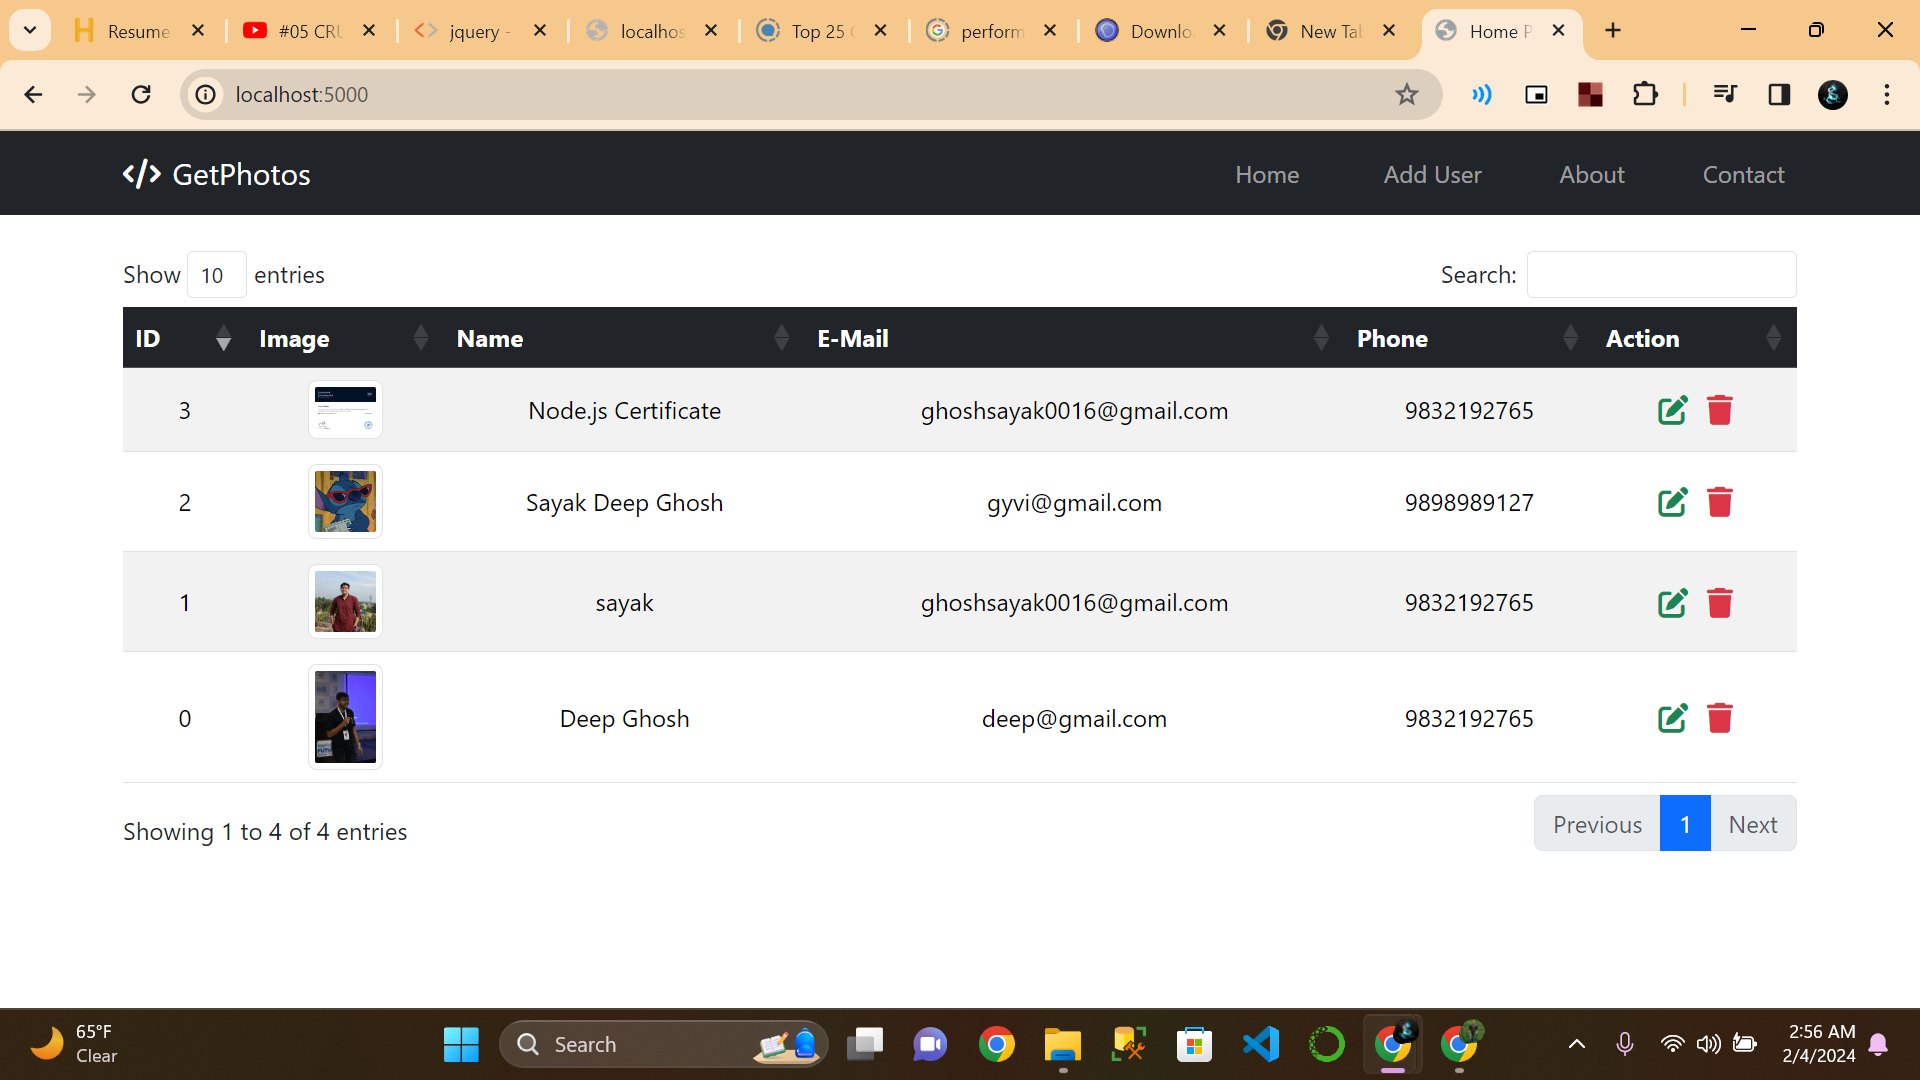 Resume
#05 CRU
jquery -
localhos
Top 25
perform
Downlo
New Tab
Home P
localhost:5000
</> GetPhotos
Home
Add User
About
Contact
Show 10 entries
Search:
ID Image Name E-Mail Phone Action
3 Node.js Certificate ghoshsayak0016@gmail.com 9832192765
2 Sayak Deep Ghosh gyvi@gmail.com 9898989127
1 sayak ghoshsayak0016@gmail.com 9832192765
0 Deep Ghosh deep@gmail.com 9832192765
Showing 1 to 4 of 4 entries
Previous 1 Next
65°F
Clear
Search
2:56 AM
2/4/2024